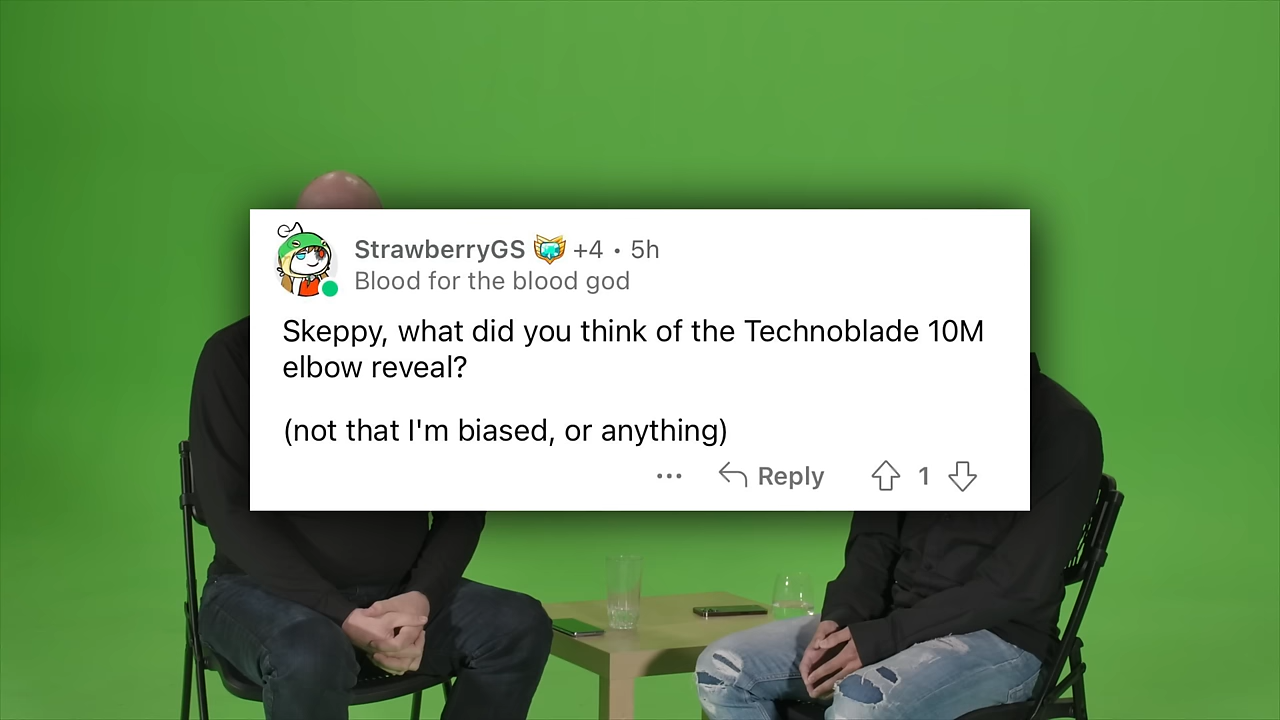 StrawberryGS +4 • 5h
Blood for the blood god
Skeppy, what did you think of the Technoblade 10M
elbow reveal?
(not that I'm biased, or anything)
... Reply 1